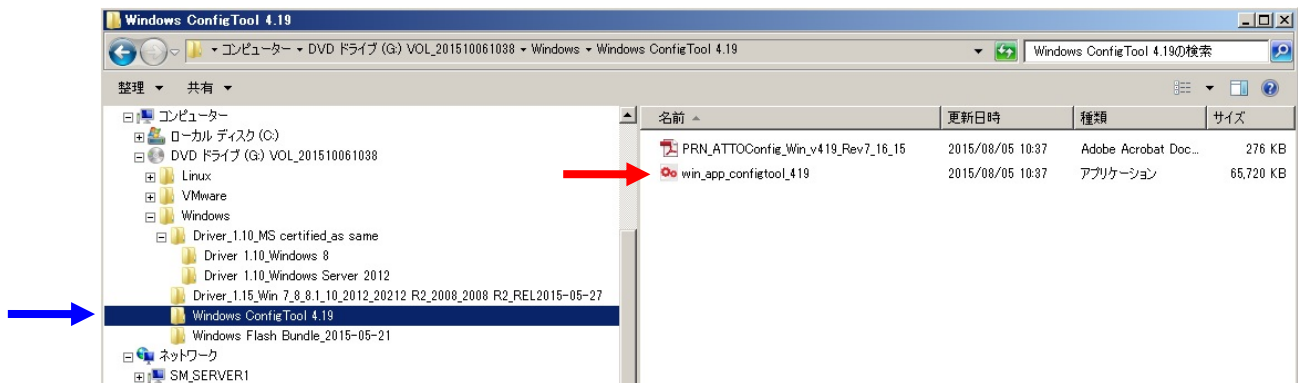 Windows ConfigTool 4.19
コンピューター ▾ DVD ドライブ (G:) VOL_201510061038 ▾ Windows ▾ Windows ConfigTool 4.19
Windows ConfigTool 4.19の検索
整理 ▼ 共有 ▼
コンピューター
ローカル ディスク (C:)
DVD ドライブ (G:) VOL_201510061038
Linux
VMware
Windows
Driver_1.10_MS certified_as same
Driver 1.10_Windows 8
Driver 1.10_Windows Server 2012
Driver_1.15_Win 7_8_8.1_10_2012_20212 R2_2008_2008 R2_REL2015-05-27
Windows ConfigTool 4.19
Windows Flash Bundle_2015-05-21
ネットワーク
SM_SERVER1
名前 更新日時 種類 サイズ
PRN_ATTOConfig_Win_v419_Rev7_16_15 2015/08/05 10:37 Adobe Acrobat Doc... 276 KB
win_app_configtool_419 2015/08/05 10:37 アプリケーション 65,720 KB